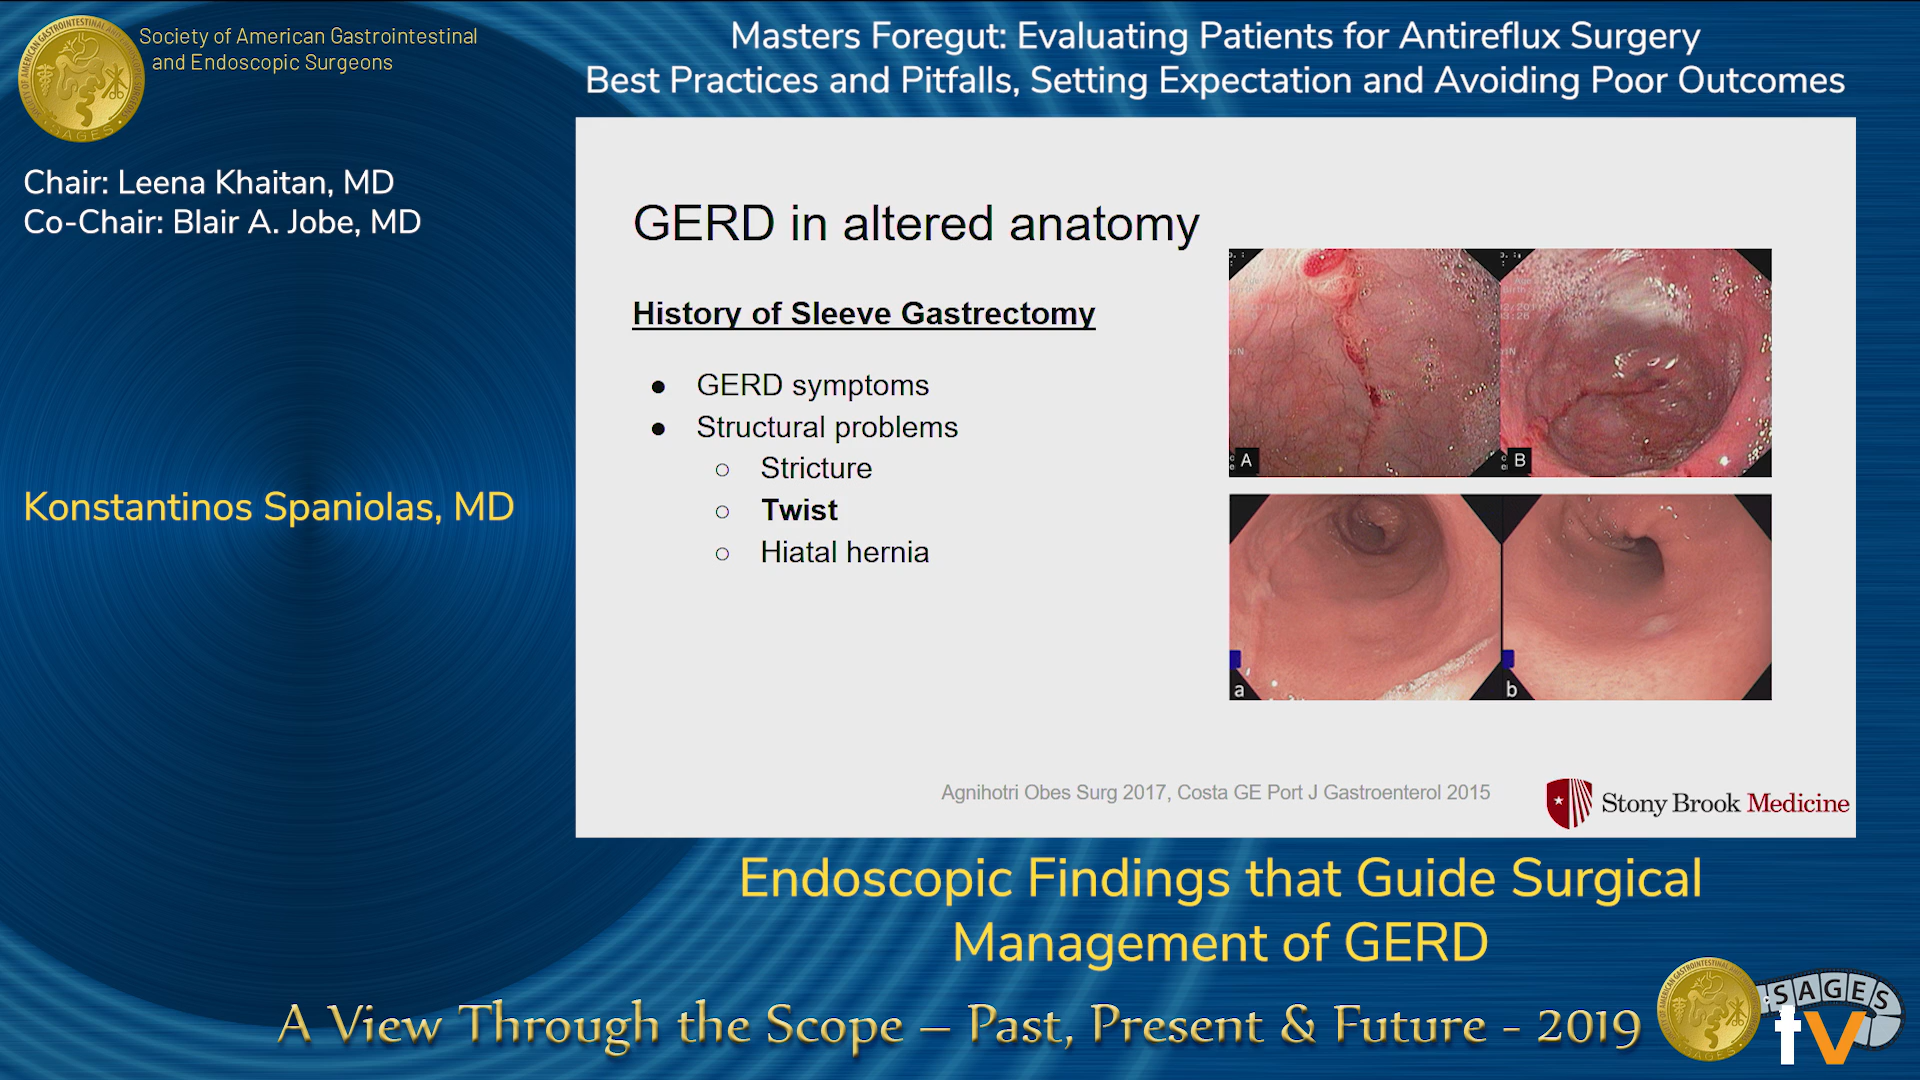 Society of American Gastrointestinal
and Endoscopic Surgeons
Masters Foregut: Evaluating Patients for Antireflux Surgery
Best Practices and Pitfalls, Setting Expectation and Avoiding Poor Outcomes
Chair: Leena Khaitan, MD
Co-Chair: Blair A. Jobe, MD
Konstantinos Spaniolas, MD
GERD in altered anatomy
History of Sleeve Gastrectomy
● GERD symptoms
● Structural problems
○ Stricture
○ Twist
○ Hiatal hernia
A
B
a
b
Agnihotri Obes Surg 2017, Costa GE Port J Gastroenterol 2015
Stony Brook Medicine
Endoscopic Findings that Guide Surgical
Management of GERD
A View Through the Scope – Past, Present & Future - 2019
SAGES
tv